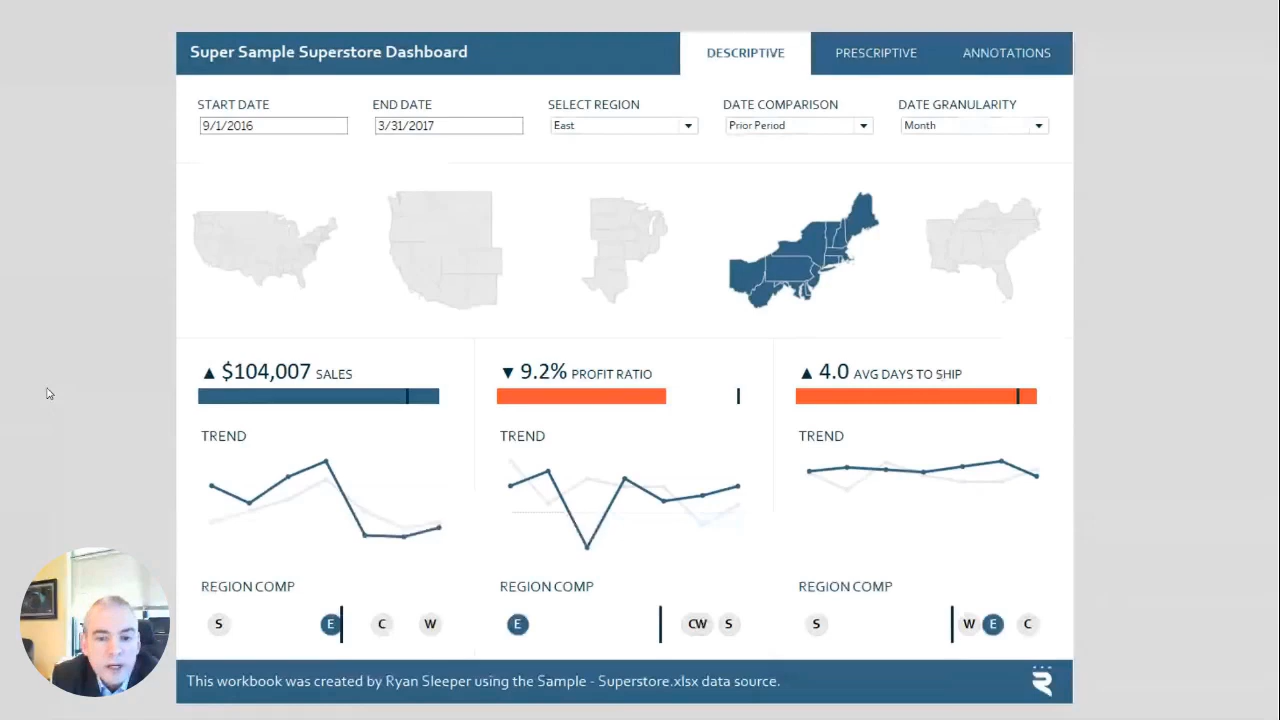 Super Sample Superstore Dashboard
DESCRIPTIVE
PRESCRIPTIVE
ANNOTATIONS
START DATE
END DATE
SELECT REGION
DATE COMPARISON
DATE GRANULARITY
9/1/2016
3/31/2017
East
Prior Period
Month
▲ $104,007 SALES
▼ 9.2% PROFIT RATIO
▲ 4.0 AVG DAYS TO SHIP
TREND
TREND
TREND
REGION COMP
REGION COMP
REGION COMP
S E C W
E CW S
S W E C
This workbook was created by Ryan Sleeper using the Sample - Superstore.xlsx data source.